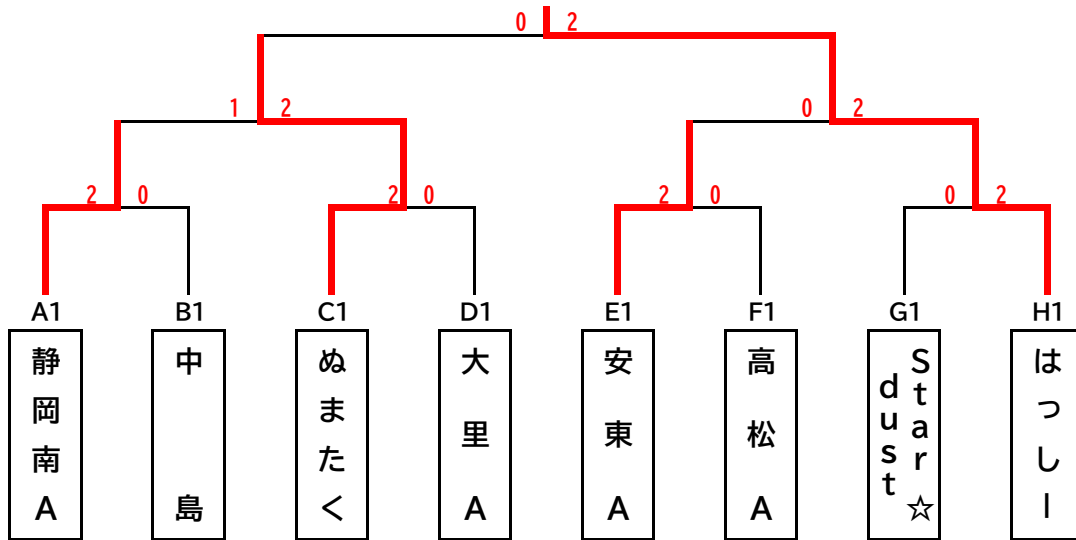 0 2
1 2
0 2
2 0
2 0
2 0
0 2
A1
B1
C1
D1
E1
F1
G1
H1
静岡南A
中島
ぬまたく
大里A
安東A
高松A
Star☆
dust
はっしー